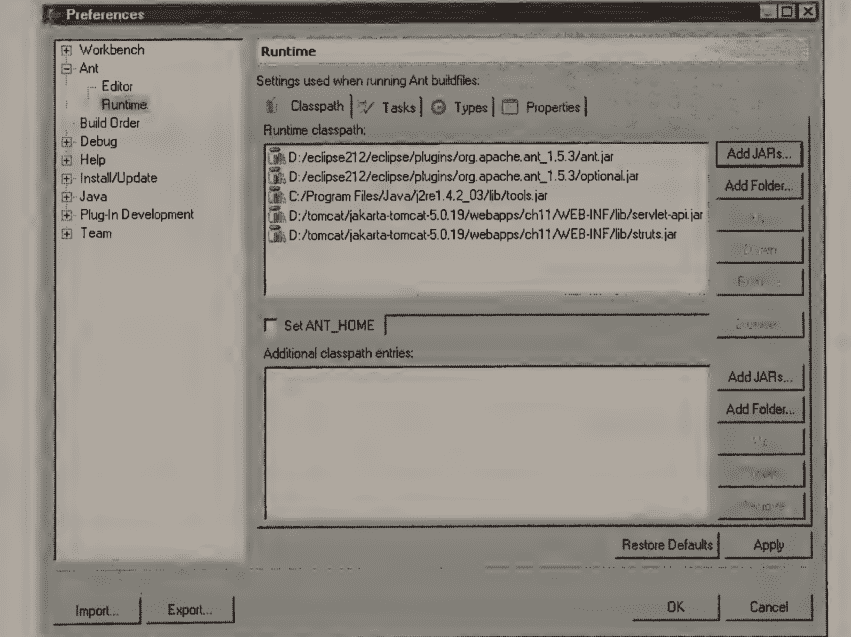 Preferences
Workbench
Ant
Editor
Runtime
Build Order
Debug
Help
Install/Update
Java
Plug-In Development
Team
Runtime
Settings used when running Ant buildfiles:
Classpath Tasks Types Properties
Runtime classpath:
D:/eclipse212/eclipse/plugins/org.apache.ant_1.5.3/ant.jar
D:/eclipse212/eclipse/plugins/org.apache.ant_1.5.3/optional.jar
C:/Program Files/Java/j2re1.4.2_03/lib/tools.jar
D:/tomcat/jakarta-tomcat-5.0.19/webapps/ch11/WEB-INF/lib/servlet-api.jar
D:/tomcat/jakarta-tomcat-5.0.19/webapps/ch11/WEB-INF/lib/struts.jar
Add JARs...
Add Folder...
Set ANT_HOME
Additional classpath entries:
Add JARs...
Add Folder...
Restore Defaults Apply
Import... Export... OK Cancel